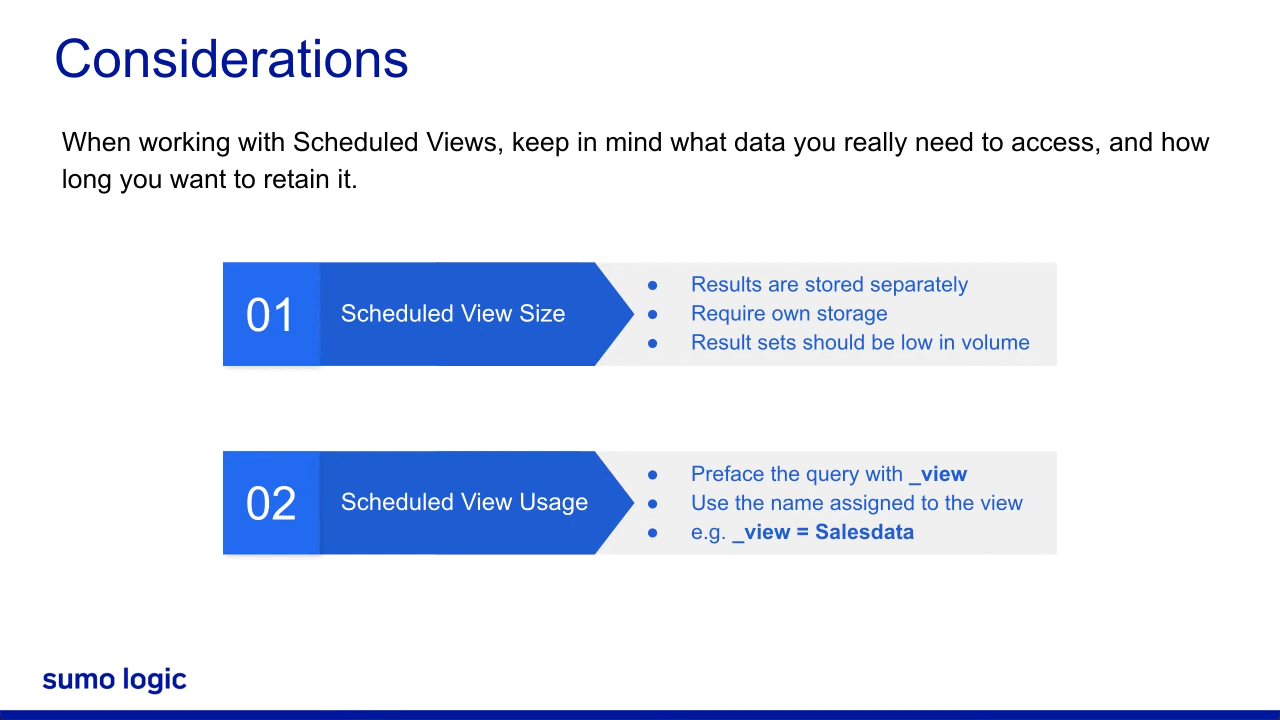 Considerations
When working with Scheduled Views, keep in mind what data you really need to access, and how
long you want to retain it.
01
Scheduled View Size
● Results are stored separately
● Require own storage
● Result sets should be low in volume
02
Scheduled View Usage
● Preface the query with _view
● Use the name assigned to the view
● e.g. _view = Salesdata
sumo logic